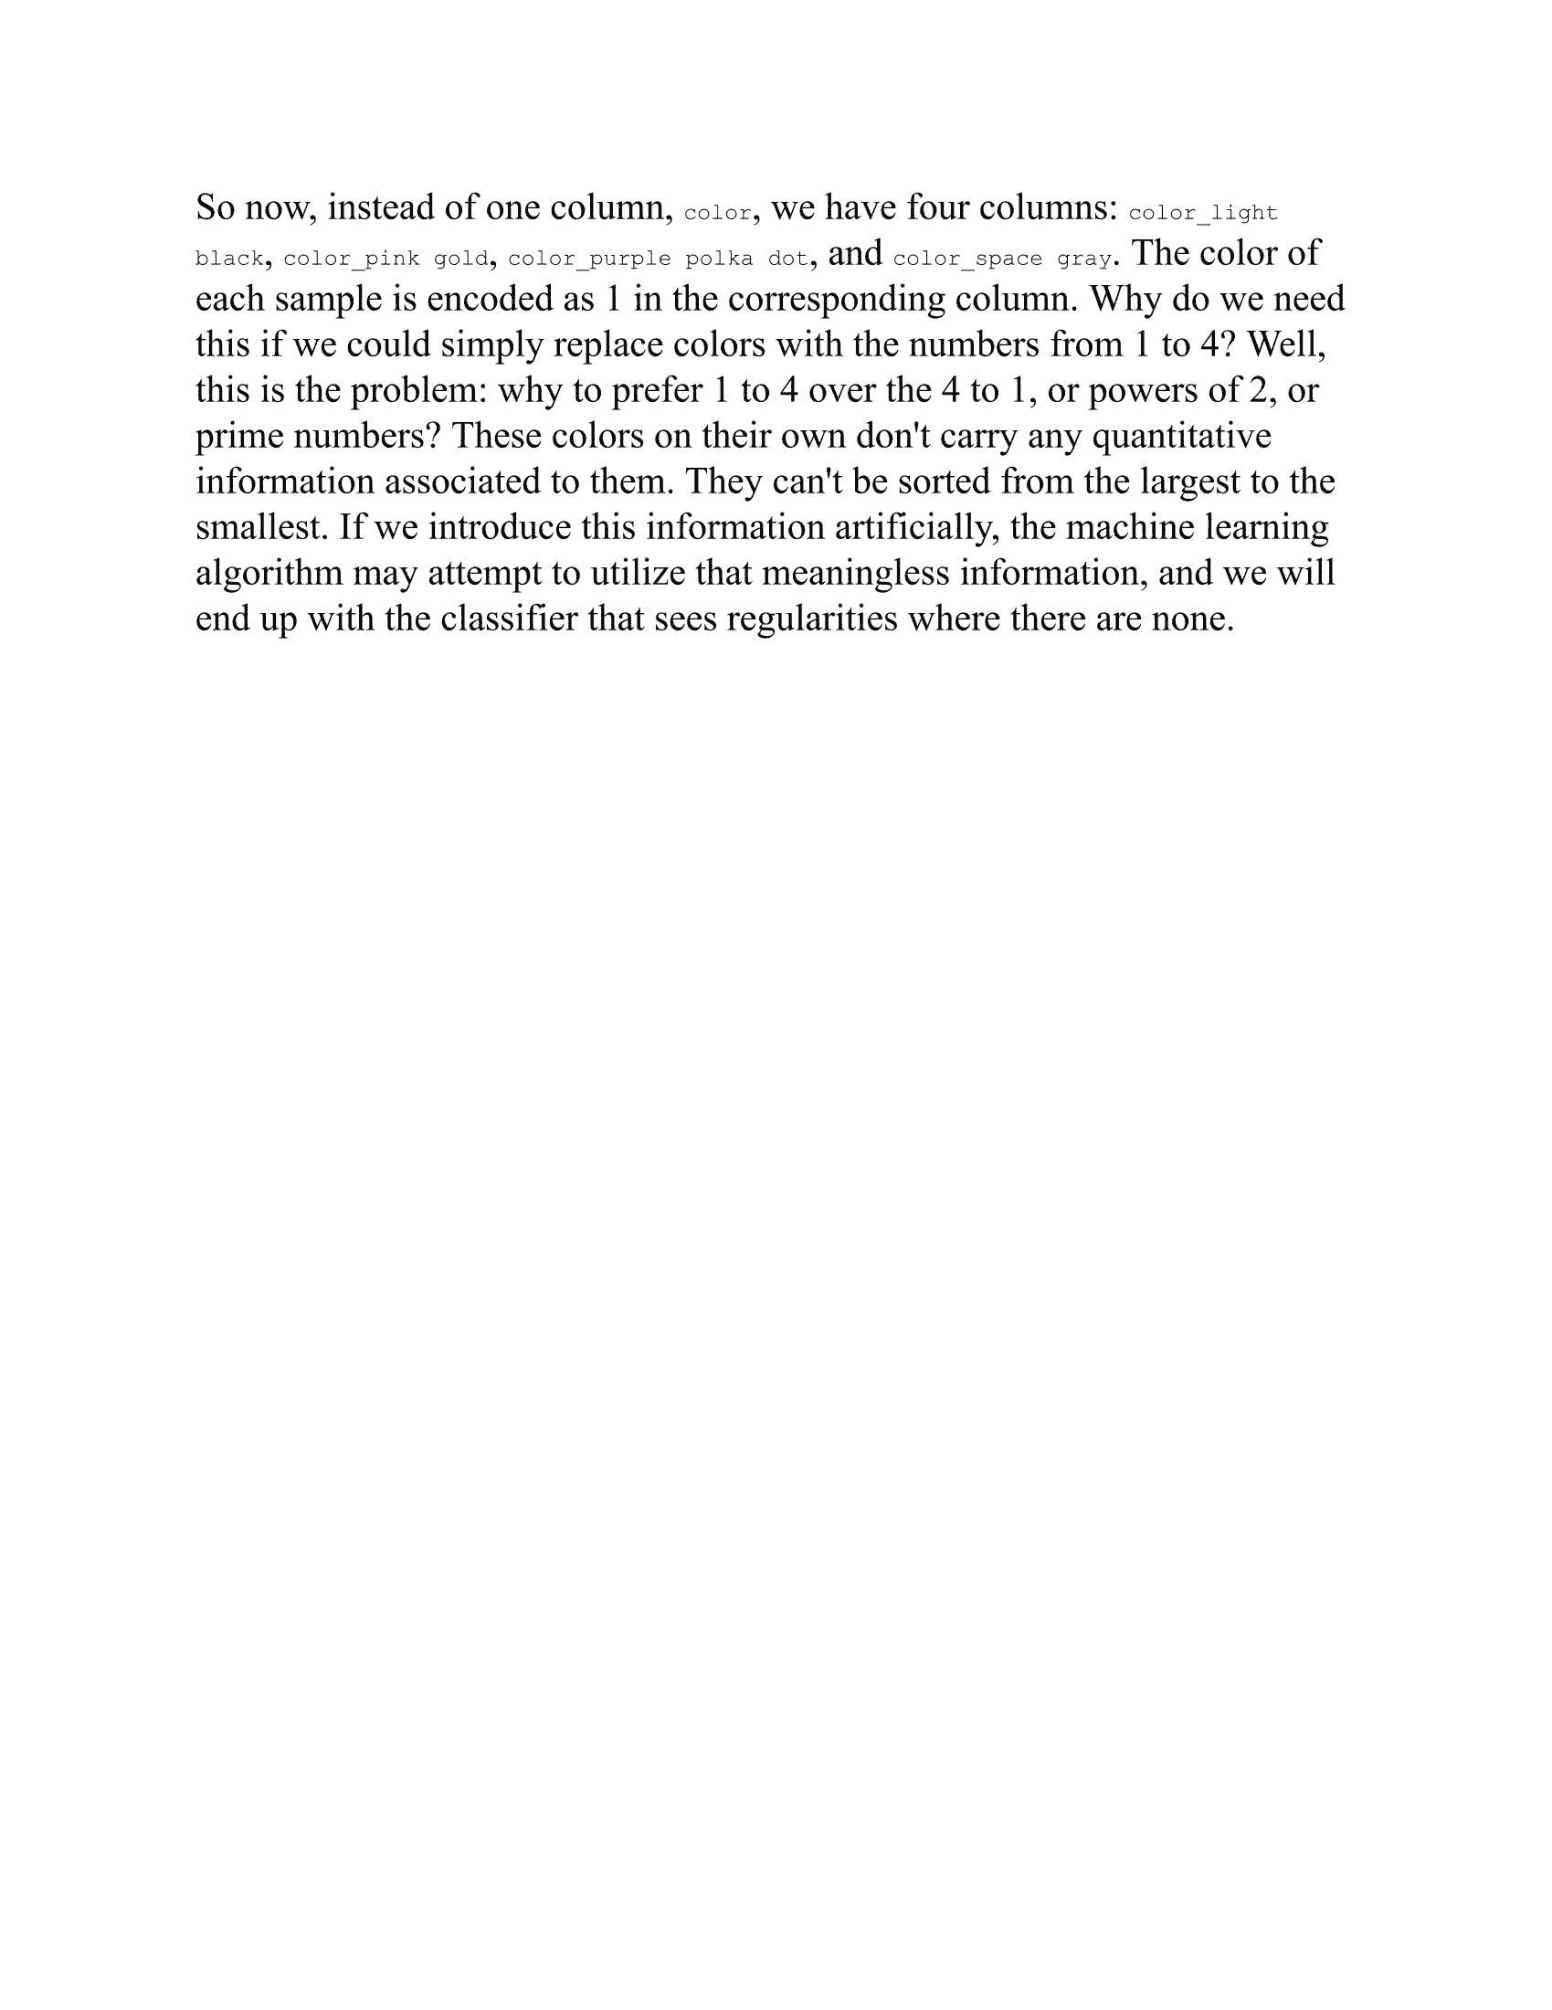 So now, instead of one column, color, we have four columns: color_light
black, color_pink gold, color_purple polka dot, and color_space gray. The color of
each sample is encoded as 1 in the corresponding column. Why do we need
this if we could simply replace colors with the numbers from 1 to 4? Well,
this is the problem: why to prefer 1 to 4 over the 4 to 1, or powers of 2, or
prime numbers? These colors on their own don't carry any quantitative
information associated to them. They can't be sorted from the largest to the
smallest. If we introduce this information artificially, the machine learning
algorithm may attempt to utilize that meaningless information, and we will
end up with the classifier that sees regularities where there are none.